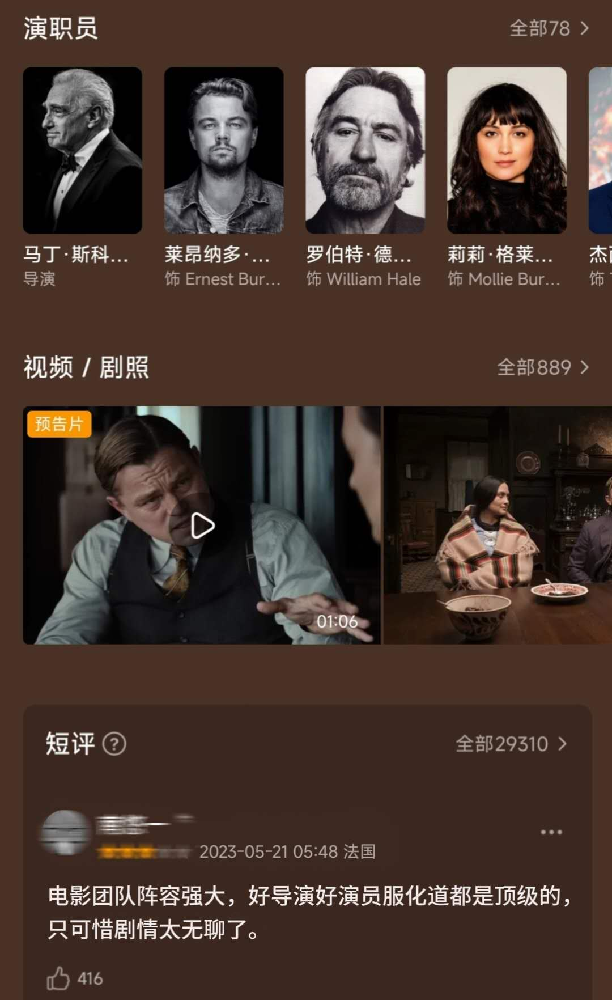 演职员
全部78
马丁·斯科...
莱昂纳多·...
罗伯特·德...
莉莉·格莱...
导演
饰 Ernest Bur...
饰 William Hale
饰 Mollie Bur...
饰
视频 / 剧照
全部889
预告片
01:06
短评 ?
全部29310
2023-05-21 05:48 法国
电影团队阵容强大，好导演好演员服化道都是顶级的，
只可惜剧情太无聊了。
416